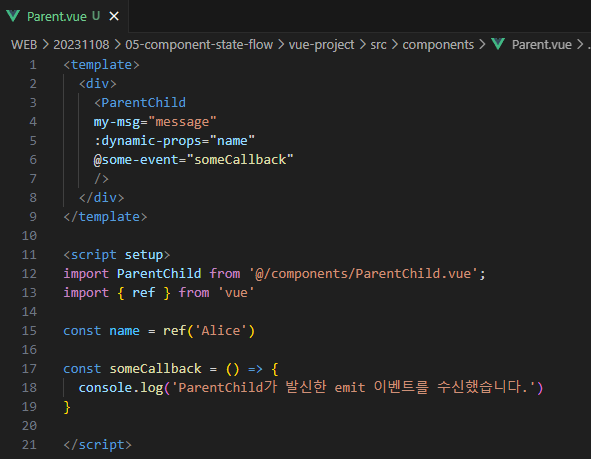 Parent.vue U ×
WEB > 20231108 > 05-component-state-flow > vue-project > src > components > Parent.vue > ...
1 <template>
2   <div>
3     <ParentChild
4     my-msg="message"
5     :dynamic-props="name"
6     @some-event="someCallback"
7     />
8   </div>
9 </template>
10
11 <script setup>
12 import ParentChild from '@/components/ParentChild.vue';
13 import { ref } from 'vue'
14
15 const name = ref('Alice')
16
17 const someCallback = () => {
18   console.log('ParentChild가 발신한 emit 이벤트를 수신했습니다.')
19 }
20
21 </script>